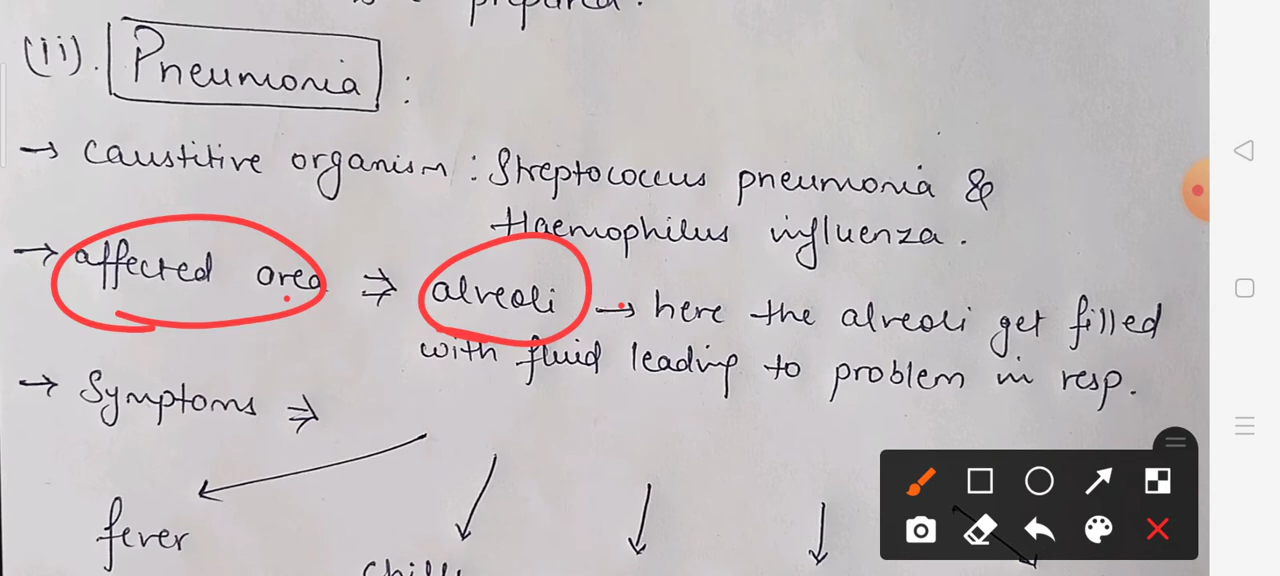 prepared.
(ii). Pneumonia :
→ Caustitive organism : Streptococcus pneumonia &
Haemophilus influenza.
→ affected area ⇒ alveoli → here the alveoli get filled
with fluid leading to problem in resp.
→ Symptoms ⇒
fever